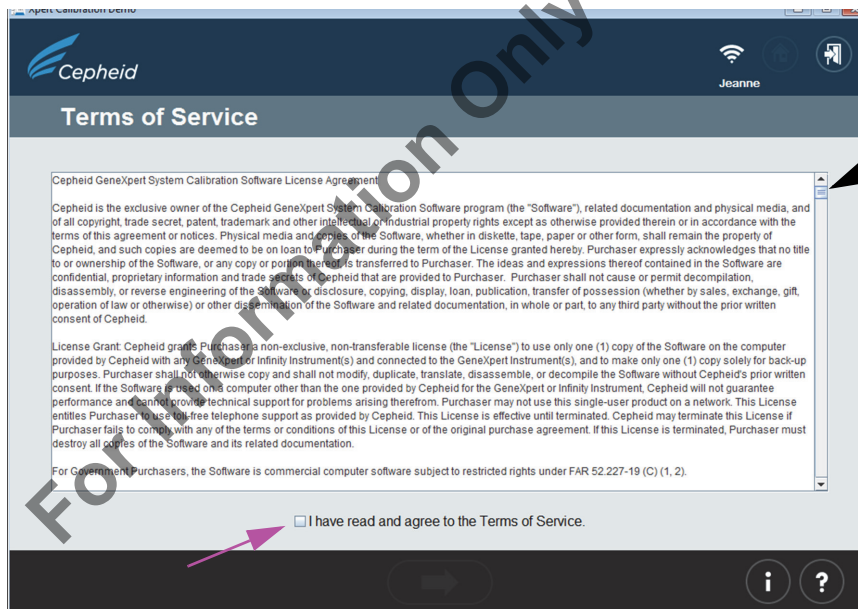 Xpert Calibration Demo
Cepheid
Jeanne
Terms of Service
Cepheid GeneXpert System Calibration Software License Agreement
Cepheid is the exclusive owner of the Cepheid GeneXpert System Calibration Software program (the "Software"), related documentation and physical media, and
of all copyright, trade secret, patent, trademark and other intellectual or industrial property rights except as otherwise provided therein or in accordance with the
terms of this agreement or notices. Physical media and copies of the Software, whether in diskette, tape, paper or other form, shall remain the property of
Cepheid, and such copies are deemed to be on loan to Purchaser during the term of the License granted hereby. Purchaser expressly acknowledges that no title
to or ownership of the Software, or any copy or portion thereof, is transferred to Purchaser. The ideas and expressions thereof contained in the Software are
confidential, proprietary information and trade secrets of Cepheid that are provided to Purchaser. Purchaser shall not cause or permit decompilation,
disassembly, or reverse engineering of the Software or disclosure, copying, display, loan, publication, transfer of possession (whether by sales, exchange, gift,
operation of law or otherwise) or other dissemination of the Software and related documentation, in whole or part, to any third party without the prior written
consent of Cepheid.
License Grant: Cepheid grants Purchaser a non-exclusive, non-transferable license (the "License") to use only one (1) copy of the Software on the computer
provided by Cepheid with any GeneXpert or Infinity Instrument(s) and connected to the GeneXpert Instrument(s), and to make only one (1) copy solely for back-up
purposes. Purchaser shall not otherwise copy and shall not modify, duplicate, translate, disassemble, or decompile the Software without Cepheid's prior written
consent. If the Software is used on a computer other than the one provided by Cepheid for the GeneXpert or Infinity Instrument, Cepheid will not guarantee
performance and cannot provide technical support for problems arising therefrom. Purchaser may not use this single-user product on a network. This License
entitles Purchaser to use toll-free telephone support as provided by Cepheid. This License is effective until terminated. Cepheid may terminate this License if
Purchaser fails to comply with any of the terms or conditions of this License or of the original purchase agreement. If this License is terminated, Purchaser must
destroy all copies of the Software and its related documentation.
For Government Purchasers, the Software is commercial computer software subject to restricted rights under FAR 52.227-19 (C) (1, 2).
I have read and agree to the Terms of Service.
i ?
For Information Only